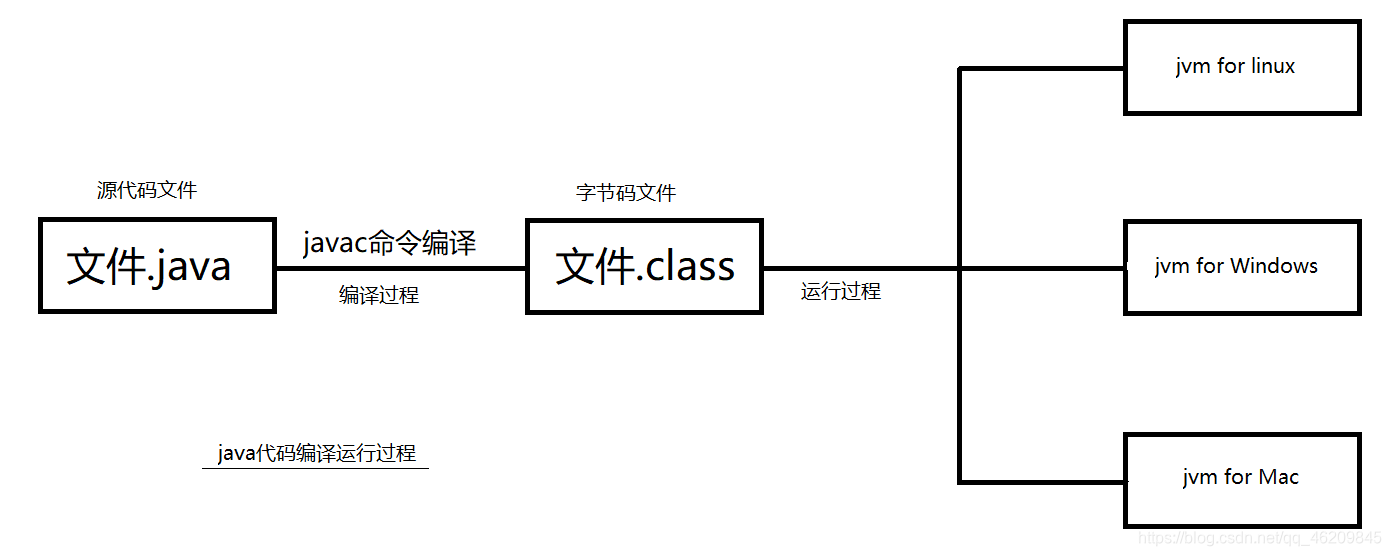 jvm for linux
源代码文件
字节码文件
文件.java
javac命令编译
文件.class
jvm for Windows
编译过程
运行过程
java代码编译运行过程
jvm for Mac
https://blog.csdn.net/qq_46209845